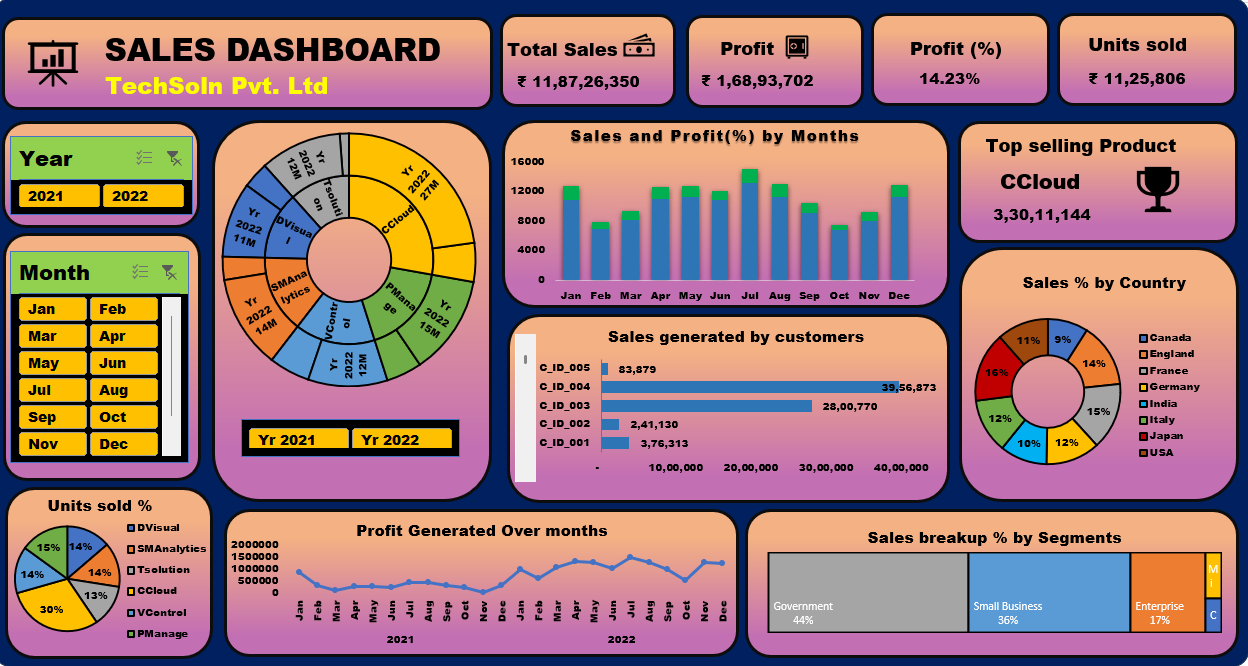 SALES DASHBOARD
TechSoln Pvt. Ltd
Total Sales
₹ 11,87,26,350
Profit
₹ 1,68,93,702
Profit (%)
14.23%
Units sold
₹ 11,25,806
Year
2021 2022
Month
Jan Feb
Mar Apr
May Jun
Jul Aug
Sep Oct
Nov Dec
CCloud
Yr
2022
27M
PMana
ge
Yr
2022
15M
VContr
ol
Yr
2022
12M
SMAna
lytics
Yr
2022
14M
DVisua
l
Yr
2022
11M
Tsoluti
on
Yr
2022
12M
Yr 2021 Yr 2022
Sales and Profit(%) by Months
16000
12000
8000
4000
0
Jan Feb Mar Apr May Jun Jul Aug Sep Oct Nov Dec
Top selling Product
CCloud
3,30,11,144
Sales generated by customers
C_ID_005 83,879
C_ID_004 39,56,873
C_ID_003 28,00,770
C_ID_002 2,41,130
C_ID_001 3,76,313
- 10,00,000 20,00,000 30,00,000 40,00,000
Sales % by Country
9%
14%
15%
12%
10%
12%
16%
11%
Canada
England
France
Germany
India
Italy
Japan
USA
Units sold %
14%
14%
13%
30%
14%
15%
DVisual
SMAnalytics
Tsolution
CCloud
VControl
PManage
Profit Generated Over months
2000000
1500000
1000000
500000
0
Jan Feb Mar Apr May Jun Jul Aug Sep Oct Nov Dec Jan Feb Mar Apr May Jun Jul Aug Sep Oct Nov Dec
2021 2022
Sales breakup % by Segments
Government
44%
Small Business
36%
Enterprise
17%
M
i
C